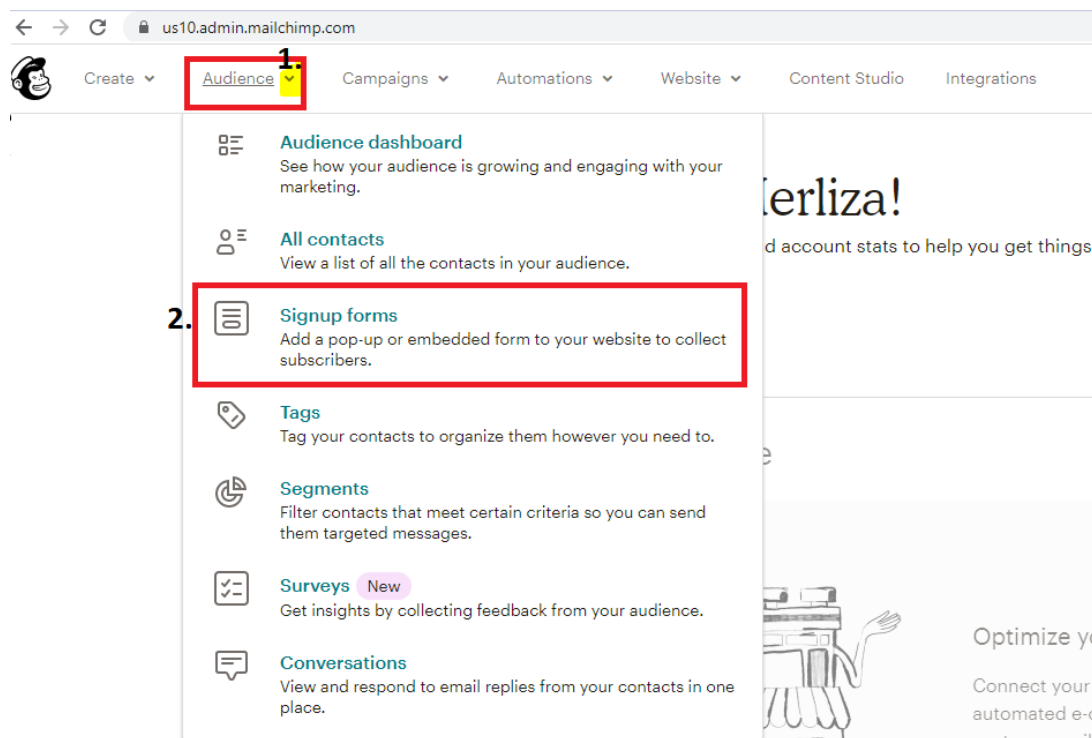 us10.admin.mailchimp.com
1.
Create Audience Campaigns Automations Website Content Studio Integrations
Audience dashboard
See how your audience is growing and engaging with your
marketing.
erliza!
d account stats to help you get things
All contacts
View a list of all the contacts in your audience.
2.
Signup forms
Add a pop-up or embedded form to your website to collect
subscribers.
Tags
Tag your contacts to organize them however you need to.
e
Segments
Filter contacts that meet certain criteria so you can send
them targeted messages.
Surveys New
Get insights by collecting feedback from your audience.
Conversations
View and respond to email replies from your contacts in one
place.
Optimize yo
Connect your
automated e-c